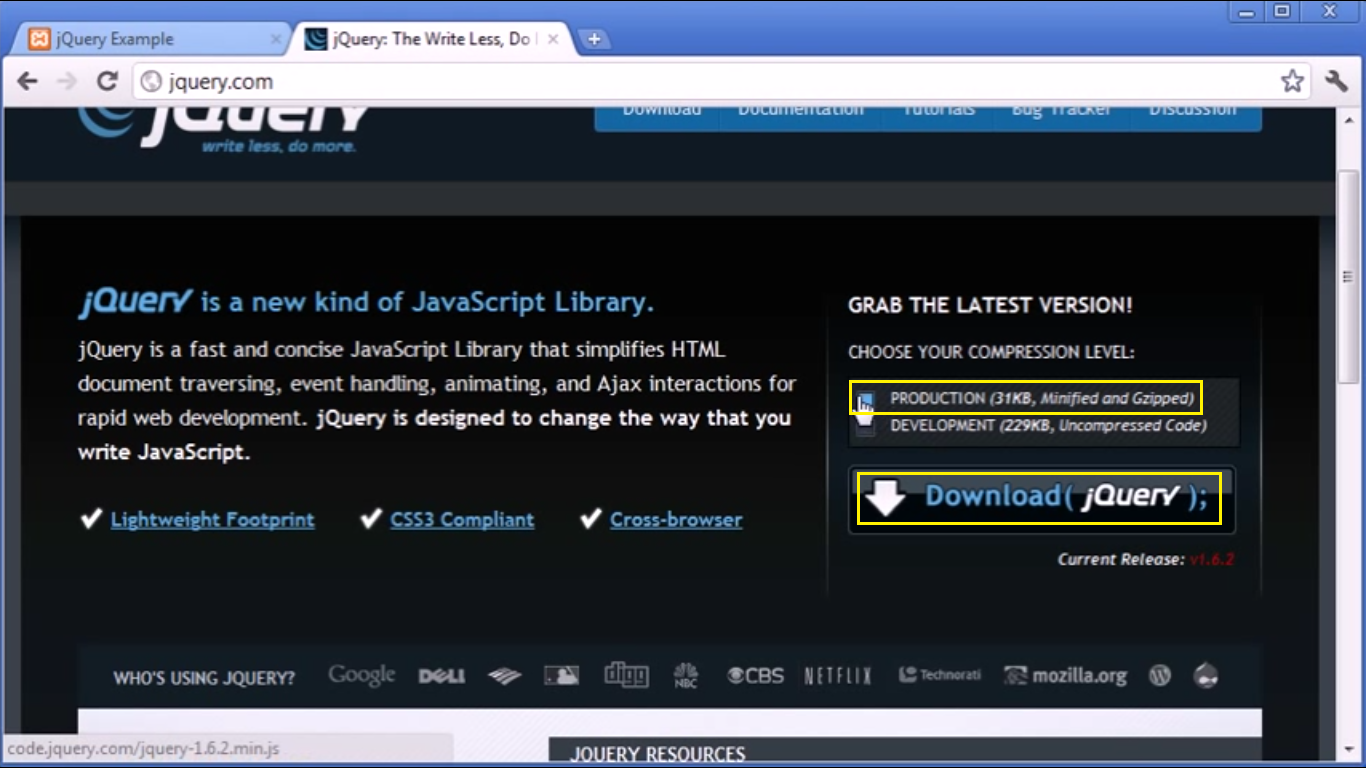 jQuery Example
jQuery: The Write Less, Do
jquery.com
jQuery
write less, do more.
Download Documentation Tutorials Bug Tracker Discussion
jQuery is a new kind of JavaScript Library.
jQuery is a fast and concise JavaScript Library that simplifies HTML
document traversing, event handling, animating, and Ajax interactions for
rapid web development. jQuery is designed to change the way that you
write JavaScript.
Lightweight Footprint CSS3 Compliant Cross-browser
GRAB THE LATEST VERSION!
CHOOSE YOUR COMPRESSION LEVEL:
PRODUCTION (31KB, Minified and Gzipped)
DEVELOPMENT (229KB, Uncompressed Code)
Download( jQuery );
Current Release: v1.6.2
WHO'S USING JQUERY? Google DELL NBC CBS NETFLIX Technorati mozilla.org
code.jquery.com/jquery-1.6.2.min.js
JQUERY RESOURCES